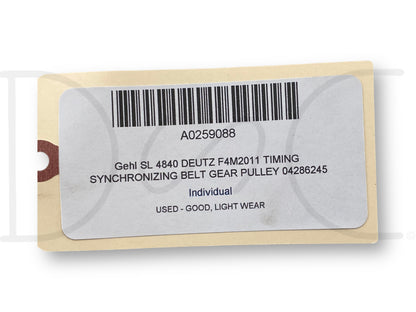 A0259088
Gehl SL 4840 DEUTZ F4M2011 TIMING
SYNCHRONIZING BELT GEAR PULLEY 04286245
Individual
USED - GOOD, LIGHT WEAR